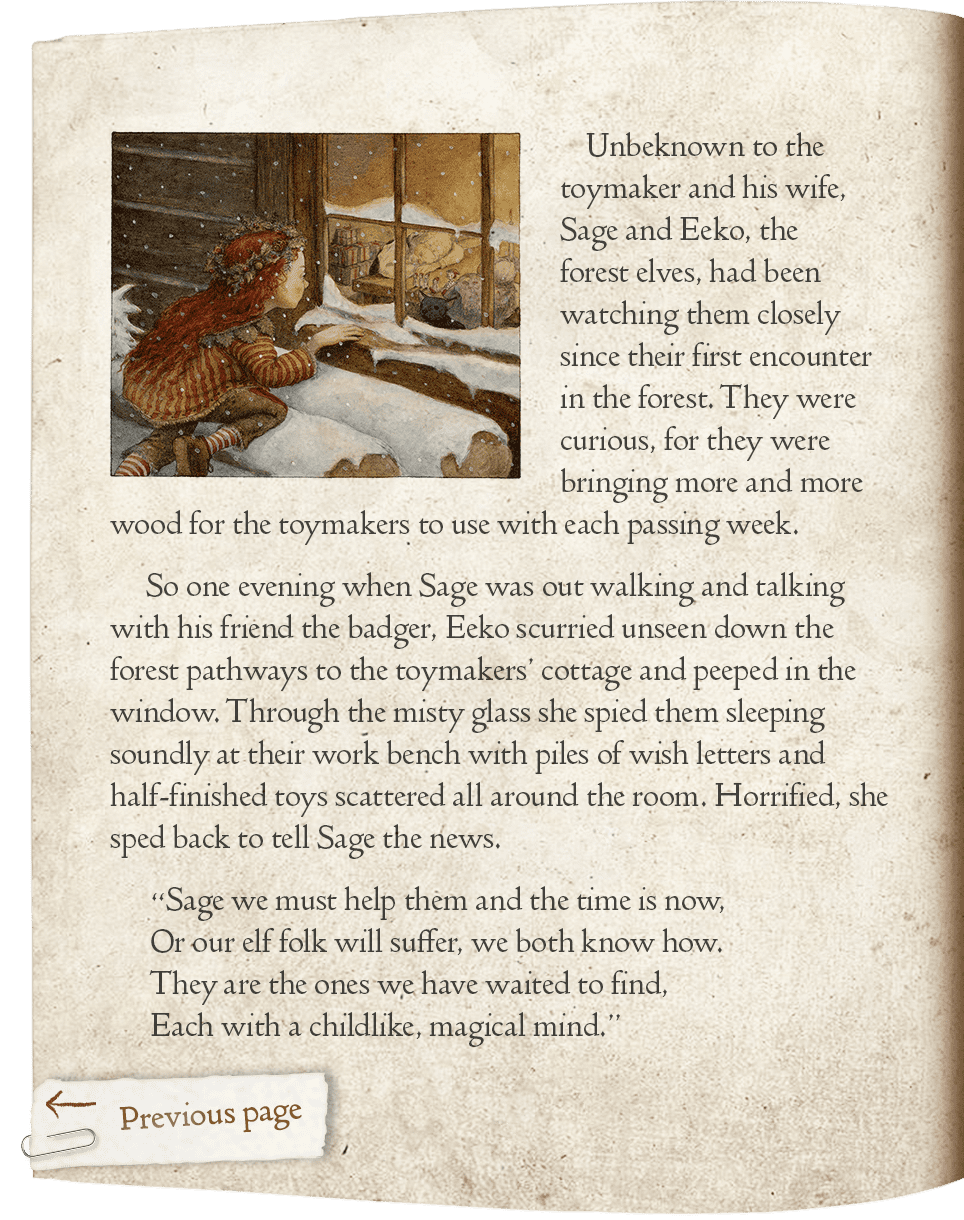 Unbeknown to the
toymaker and his wife,
Sage and Eeko, the
forest elves, had been
watching them closely
since their first encounter
in the forest. They were
curious, for they were
bringing more and more
wood for the toymakers to use with each passing week.
So one evening when Sage was out walking and talking
with his friend the badger, Eeko scurried unseen down the
forest pathways to the toymakers’ cottage and peeped in the
window. Through the misty glass she spied them sleeping
soundly at their work bench with piles of wish letters and
half-finished toys scattered all around the room. Horrified, she
sped back to tell Sage the news.
“Sage we must help them and the time is now,
Or our elf folk will suffer, we both know how.
They are the ones we have waited to find,
Each with a childlike, magical mind.”
Previous page